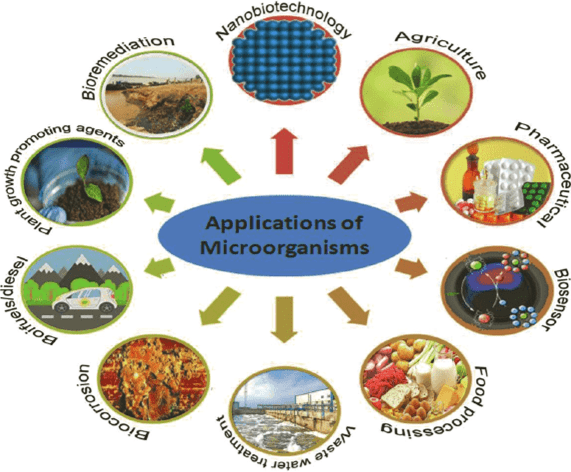 Applications of
Microorganisms
Nanobiotechnology
Agriculture
Pharmaceutical
Biosensor
Food processing
Waste water treatment
Biocorrosion
Boifuels/diesel
Plant growth promoting agents
Bioremediation